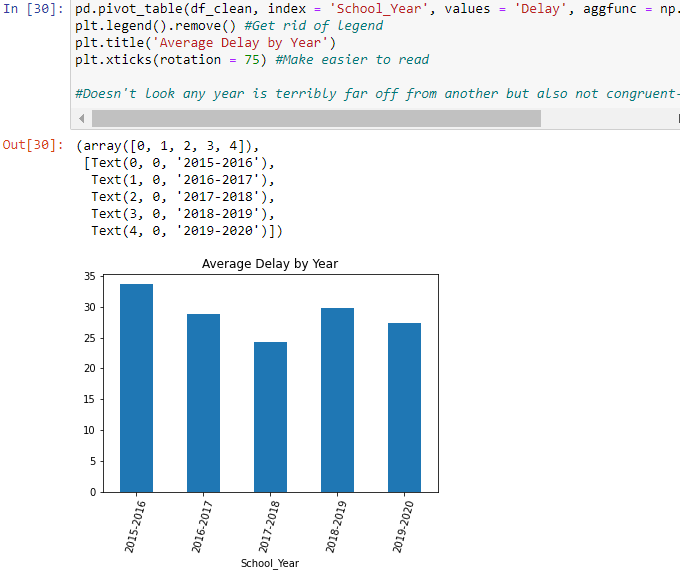 In [30]: pd.pivot_table(df_clean, index = 'School_Year', values = 'Delay', aggfunc = np.
plt.legend().remove() #Get rid of legend
plt.title('Average Delay by Year')
plt.xticks(rotation = 75) #Make easier to read
#Doesn't look any year is terribly far off from another but also not congruent-
Out[30]: (array([0, 1, 2, 3, 4]),
[Text(0, 0, '2015-2016'),
Text(1, 0, '2016-2017'),
Text(2, 0, '2017-2018'),
Text(3, 0, '2018-2019'),
Text(4, 0, '2019-2020')])
Average Delay by Year
35
30
25
20
15
10
5
0
2015-2016
2016-2017
2017-2018
2018-2019
2019-2020
School_Year